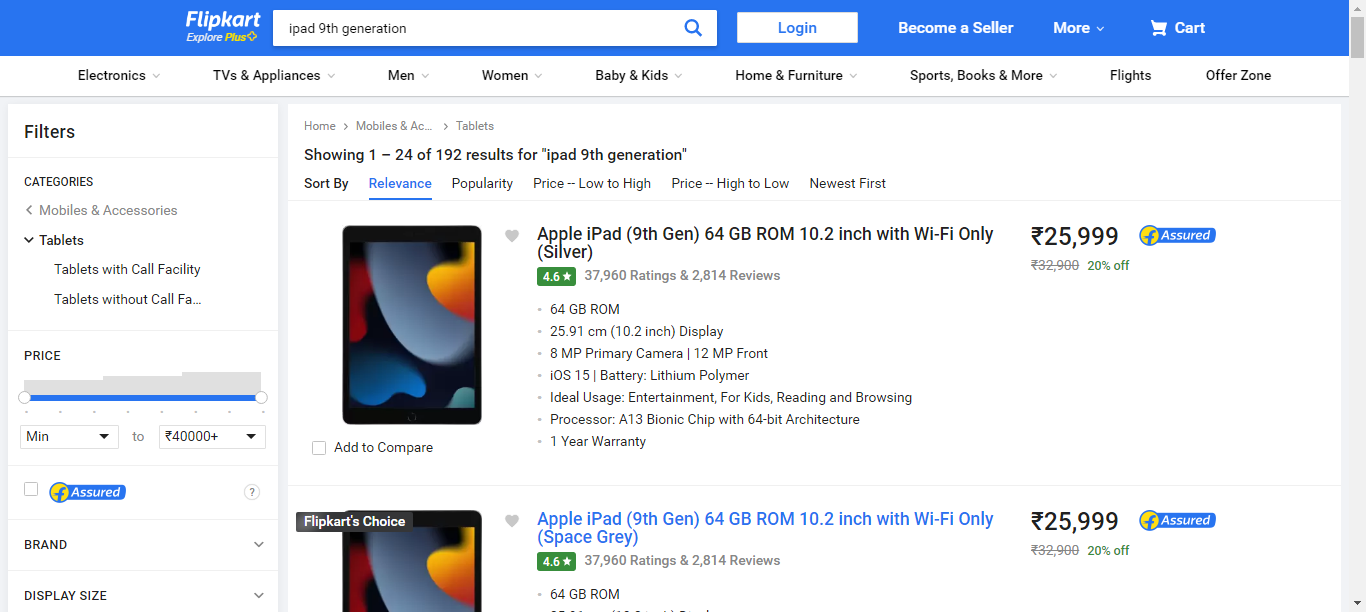 Flipkart
Explore Plus
ipad 9th generation
Login
Become a Seller
More
Cart
Electronics
TVs & Appliances
Men
Women
Baby & Kids
Home & Furniture
Sports, Books & More
Flights
Offer Zone
Filters
CATEGORIES
Mobiles & Accessories
Tablets
Tablets with Call Facility
Tablets without Call Fa...
PRICE
Min
to
₹40000+
Assured
?
BRAND
DISPLAY SIZE
Home
Mobiles & Ac...
Tablets
Showing 1 – 24 of 192 results for "ipad 9th generation"
Sort By
Relevance
Popularity
Price -- Low to High
Price -- High to Low
Newest First
Apple iPad (9th Gen) 64 GB ROM 10.2 inch with Wi-Fi Only
(Silver)
4.6 ★ 37,960 Ratings & 2,814 Reviews
64 GB ROM
25.91 cm (10.2 inch) Display
8 MP Primary Camera | 12 MP Front
iOS 15 | Battery: Lithium Polymer
Ideal Usage: Entertainment, For Kids, Reading and Browsing
Processor: A13 Bionic Chip with 64-bit Architecture
1 Year Warranty
₹25,999
Assured
₹32,900 20% off
Add to Compare
Flipkart's Choice
Apple iPad (9th Gen) 64 GB ROM 10.2 inch with Wi-Fi Only
(Space Grey)
4.6 ★ 37,960 Ratings & 2,814 Reviews
64 GB ROM
₹25,999
Assured
₹32,900 20% off